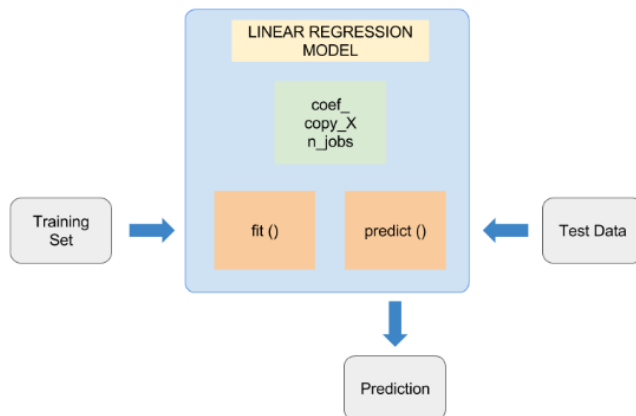 LINEAR REGRESSION
MODEL
coef_
copy_X
n_jobs
Training
Set
fit ()
predict ()
Test Data
Prediction